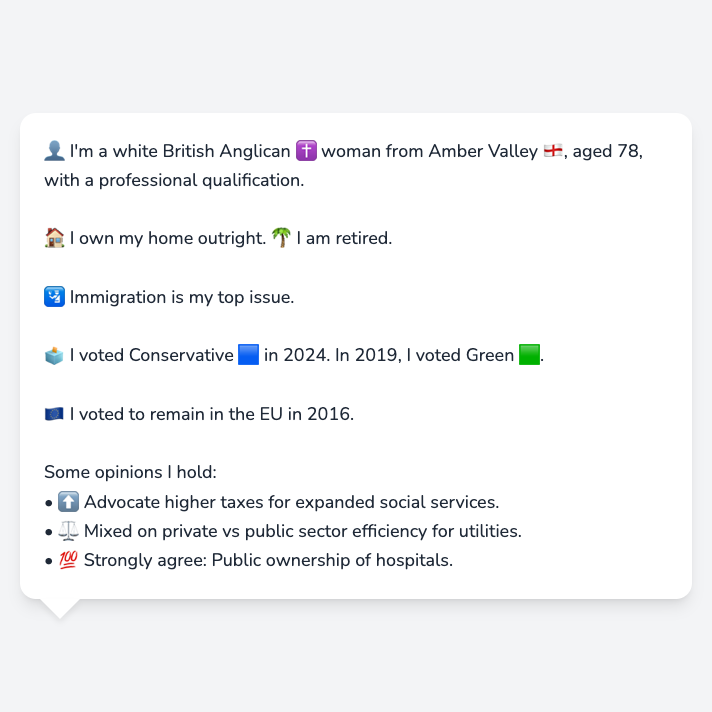 👤 I'm a white British Anglican ✝️ woman from Amber Valley 🏴󠁧󠁢󠁥󠁮󠁧󠁿, aged 78,
with a professional qualification.
🏠 I own my home outright. 🌴 I am retired.
🛂 Immigration is my top issue.
🗳️ I voted Conservative 🟦 in 2024. In 2019, I voted Green 🟩.
🇪🇺 I voted to remain in the EU in 2016.
Some opinions I hold:
• ⬆️ Advocate higher taxes for expanded social services.
• ⚖️ Mixed on private vs public sector efficiency for utilities.
• 💯 Strongly agree: Public ownership of hospitals.